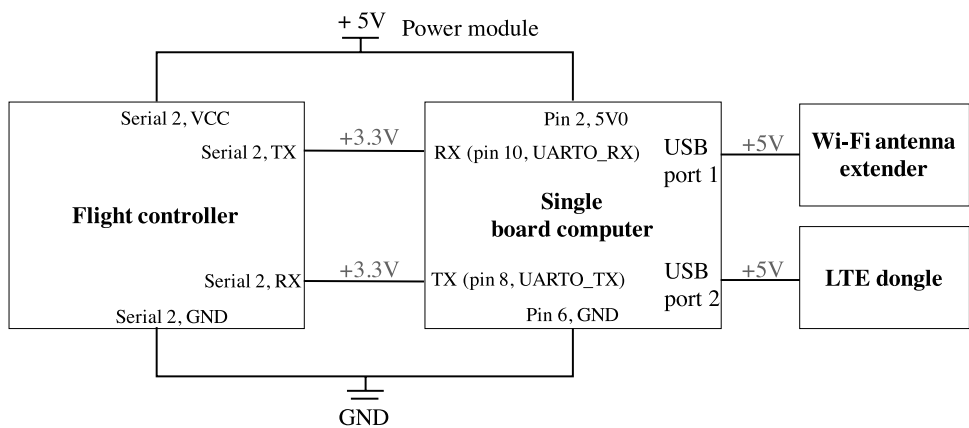 + 5V
Power module
Serial 2, VCC
Serial 2, TX
Flight controller
Serial 2, RX
Serial 2, GND
+3.3V
+3.3V
Pin 2, 5V0
RX (pin 10, UARTO_RX)
Single
board computer
TX (pin 8, UARTO_TX)
Pin 6, GND
USB
port 1
USB
port 2
+5V
+5V
Wi-Fi antenna
extender
LTE dongle
GND